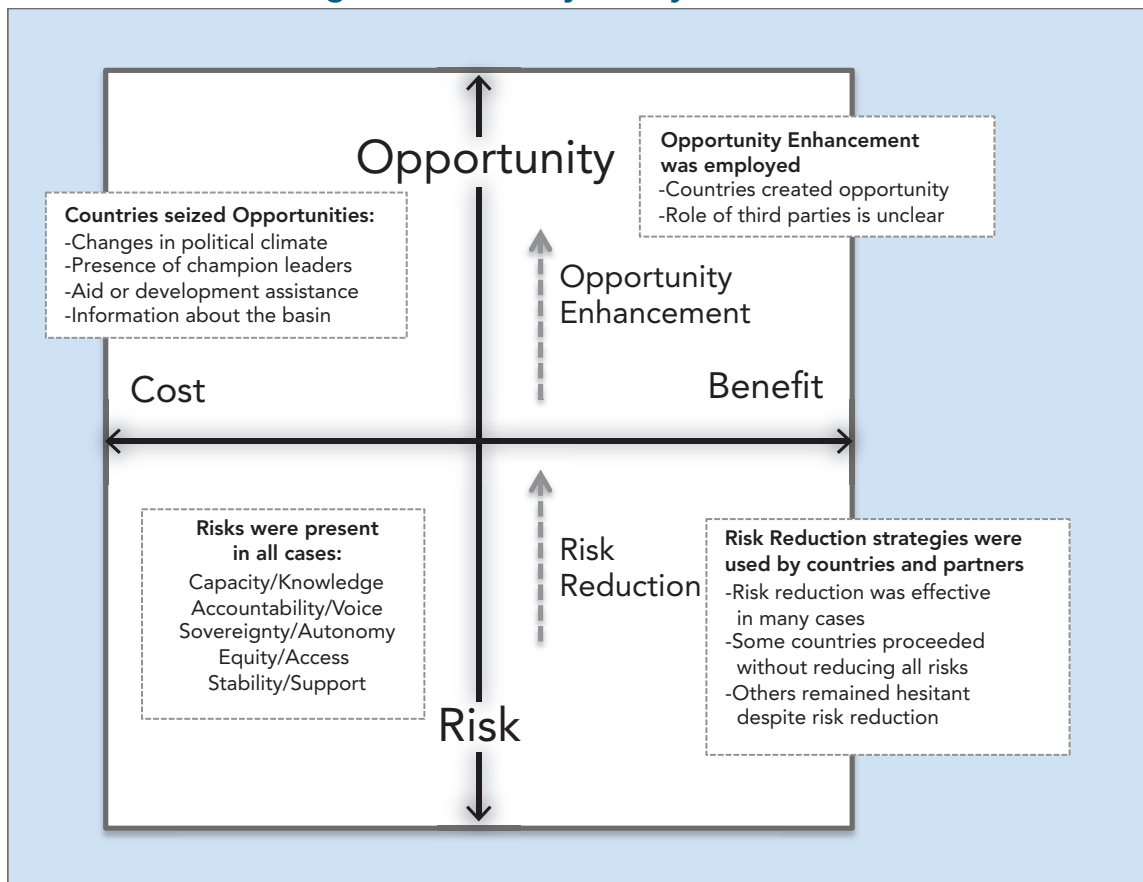 Opportunity
Opportunity Enhancement
was employed
-Countries created opportunity
-Role of third parties is unclear
Countries seized Opportunities:
-Changes in political climate
-Presence of champion leaders
-Aid or development assistance
-Information about the basin
Opportunity
Enhancement
Cost
Benefit
Risks were present
in all cases:
Capacity/Knowledge
Accountability/Voice
Sovereignty/Autonomy
Equity/Access
Stability/Support
Risk
Reduction
Risk Reduction strategies were
used by countries and partners
-Risk reduction was effective
in many cases
-Some countries proceeded
without reducing all risks
-Others remained hesitant
despite risk reduction
Risk